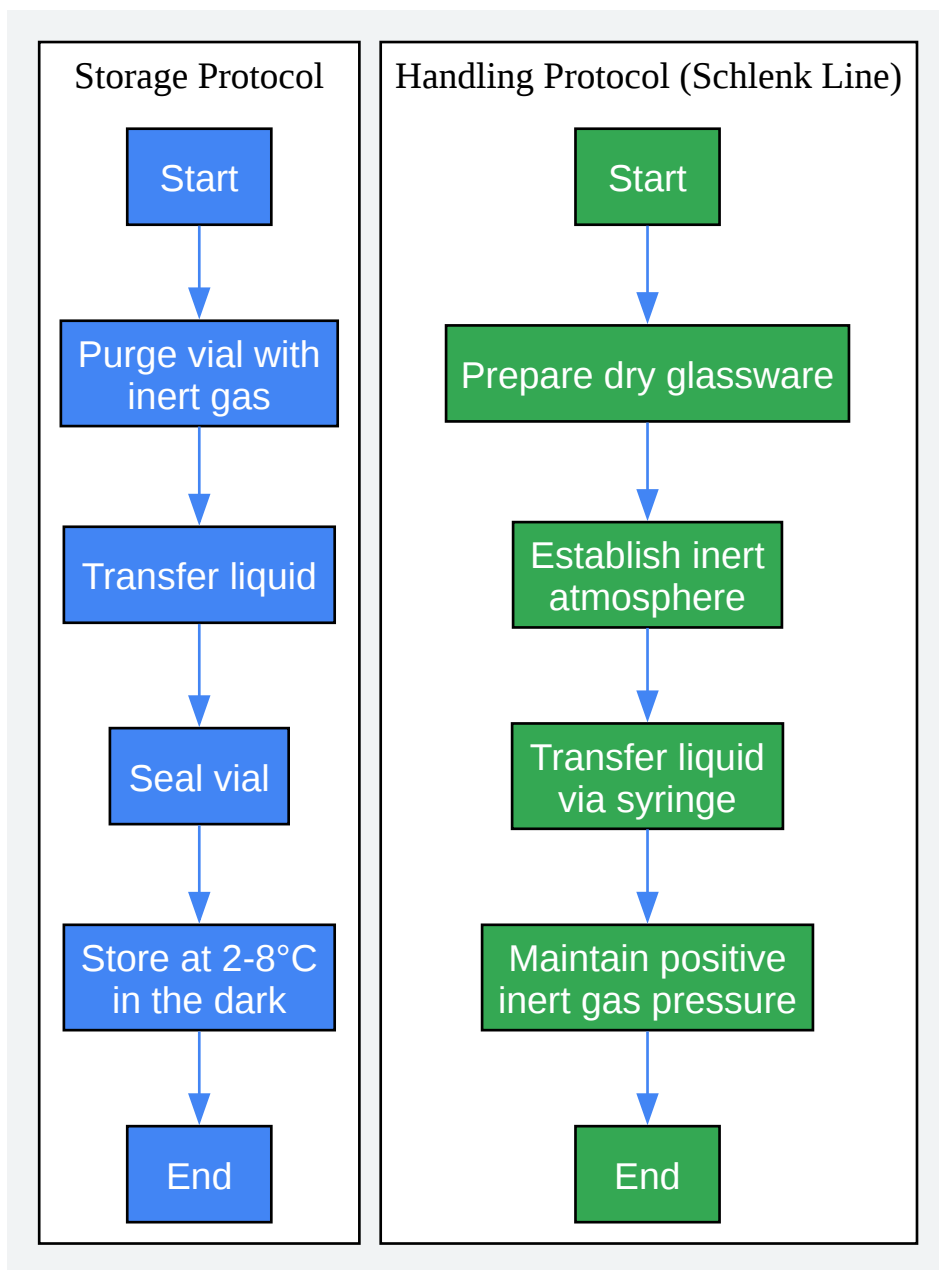 Storage Protocol
Start
Purge vial with
inert gas
Transfer liquid
Seal vial
Store at 2-8°C
in the dark
End
Handling Protocol (Schlenk Line)
Start
Prepare dry glassware
Establish inert
atmosphere
Transfer liquid
via syringe
Maintain positive
inert gas pressure
End